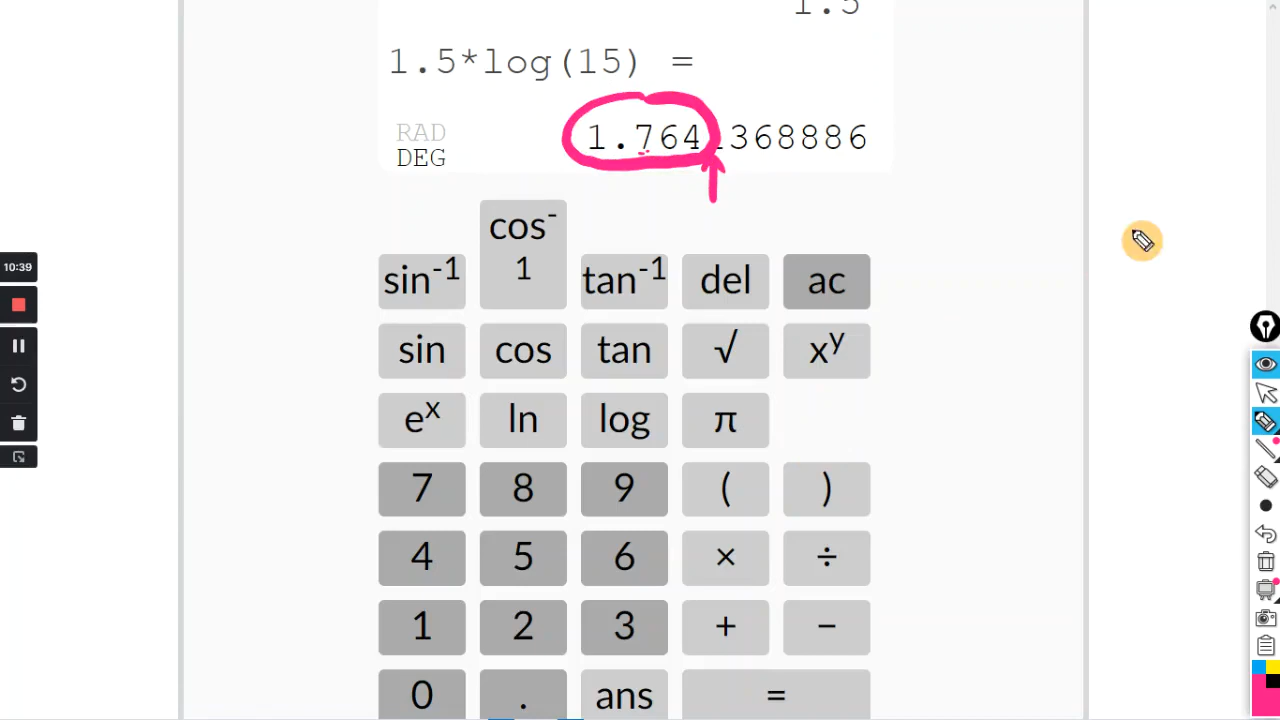 1.5
1.5*log(15) =
RAD
DEG
1.7641368886
cos⁻
1
sin⁻¹
tan⁻¹
del
ac
sin
cos
tan
√
xʸ
eˣ
ln
log
π
7
8
9
(
)
4
5
6
×
÷
1
2
3
+
−
0
.
ans
=
10:39